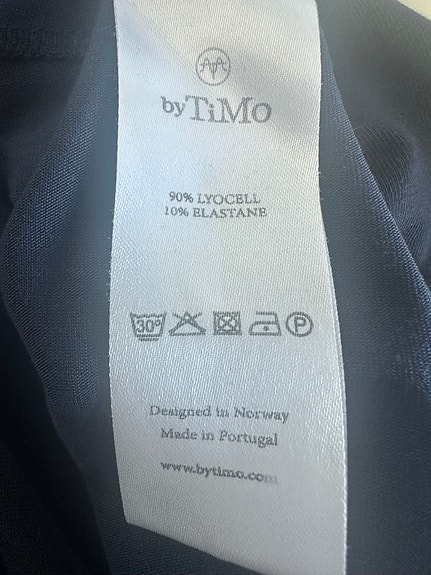 byTiMo
90% LYOCELL
10% ELASTANE
30° P
Designed in Norway
Made in Portugal
www.bytimo.com